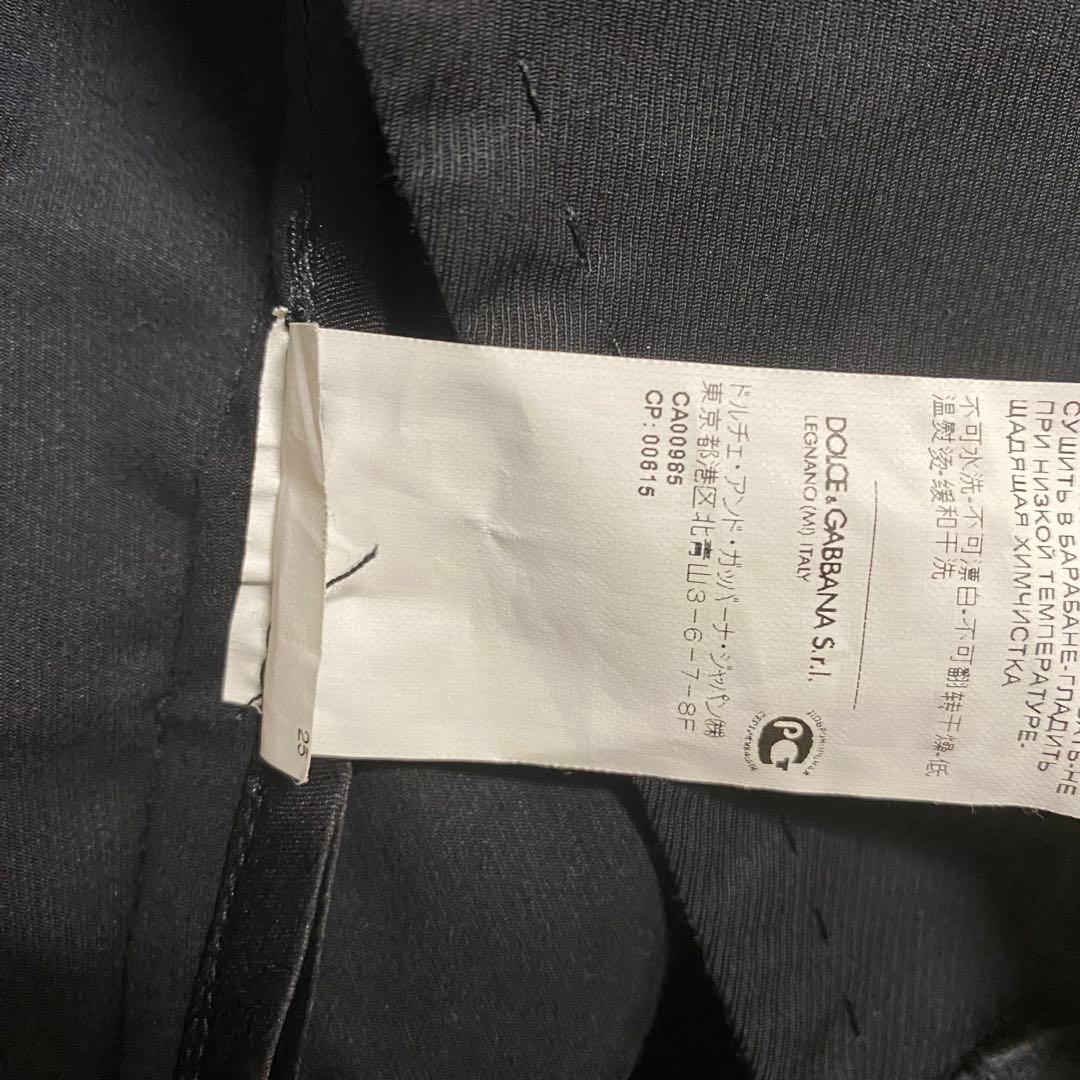 СУШИТЬ В БАРАБАНЕ-ГЛАДИТЬ
ПРИ НИЗКОЙ ТЕМПЕРАТУРЕ-
ЩАДЯЩАЯ ХИМЧИСТКА
不可水洗·不可漂白·不可翻转干燥·低
温熨烫·缓和干洗
DOLCE & GABBANA S.r.l.
LEGNANO (MI) ITALY
PCT
ドルチェ・アンド・ガッバーナ・ジャパン㈱
東京都港区北青山3-6-7-8F
CA00985
CP:00615
25